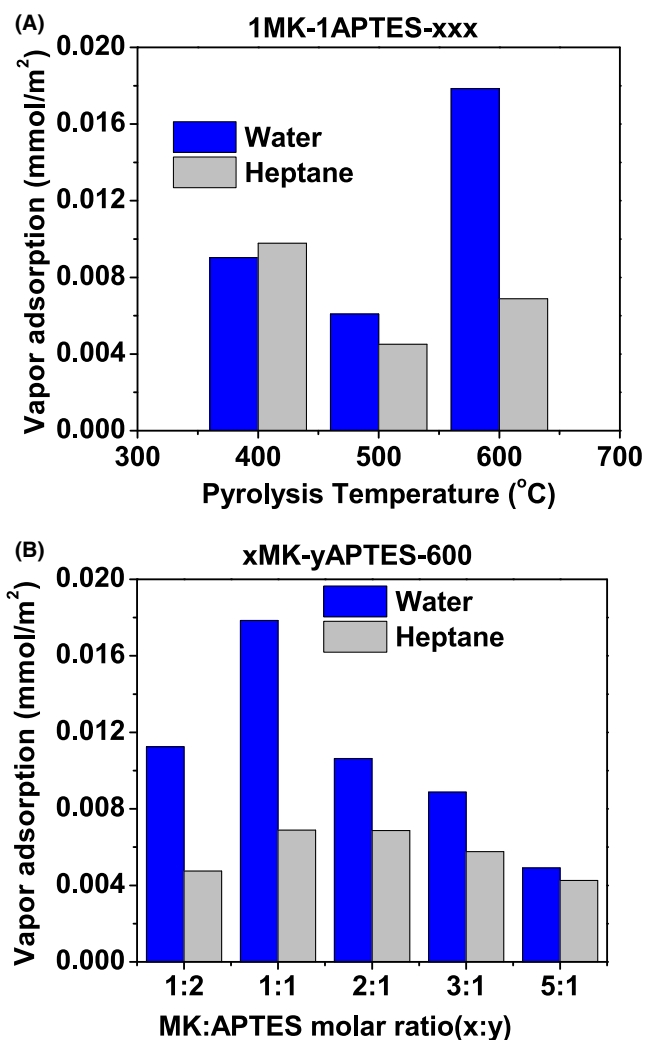 (A)
1MK-1APTES-xxx
Vapor adsorption (mmol/m²)
0.020
0.016
0.012
0.008
0.004
0.000
Water
Heptane
300 400 500 600 700
Pyrolysis Temperature (°C)
(B)
xMK-yAPTES-600
Vapor adsorption (mmol/m²)
0.020
0.016
0.012
0.008
0.004
0.000
Water
Heptane
1:2 1:1 2:1 3:1 5:1
MK:APTES molar ratio(x:y)